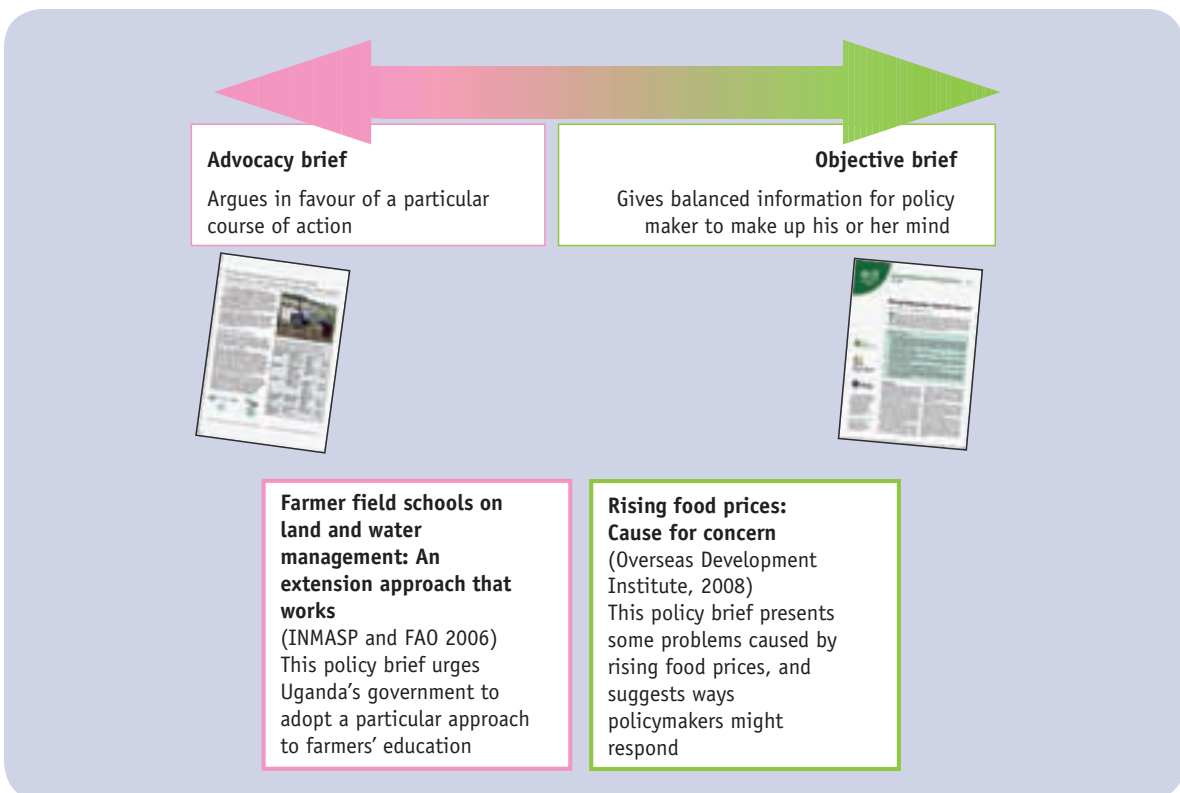 Advocacy brief
Argues in favour of a particular
course of action
Objective brief
Gives balanced information for policy
maker to make up his or her mind
Farmer field schools on
land and water
management: An
extension approach that
works
(INMASP and FAO 2006)
This policy brief urges
Uganda's government to
adopt a particular approach
to farmers' education
Rising food prices:
Cause for concern
(Overseas Development
Institute, 2008)
This policy brief presents
some problems caused by
rising food prices, and
suggests ways
policymakers might
respond